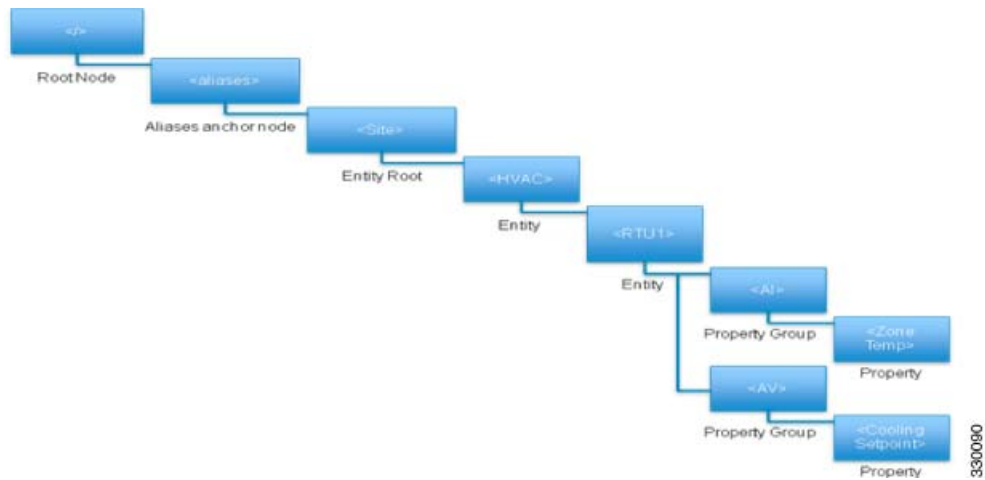 </>
Root Node
<aliases>
Aliases anchor node
<Site>
Entity Root
<HVAC>
Entity
<RTU1>
Entity
<AI>
Property Group
<Zone
Temp>
Property
<AV>
Property Group
<Cooling
Setpoint>
Property
330090